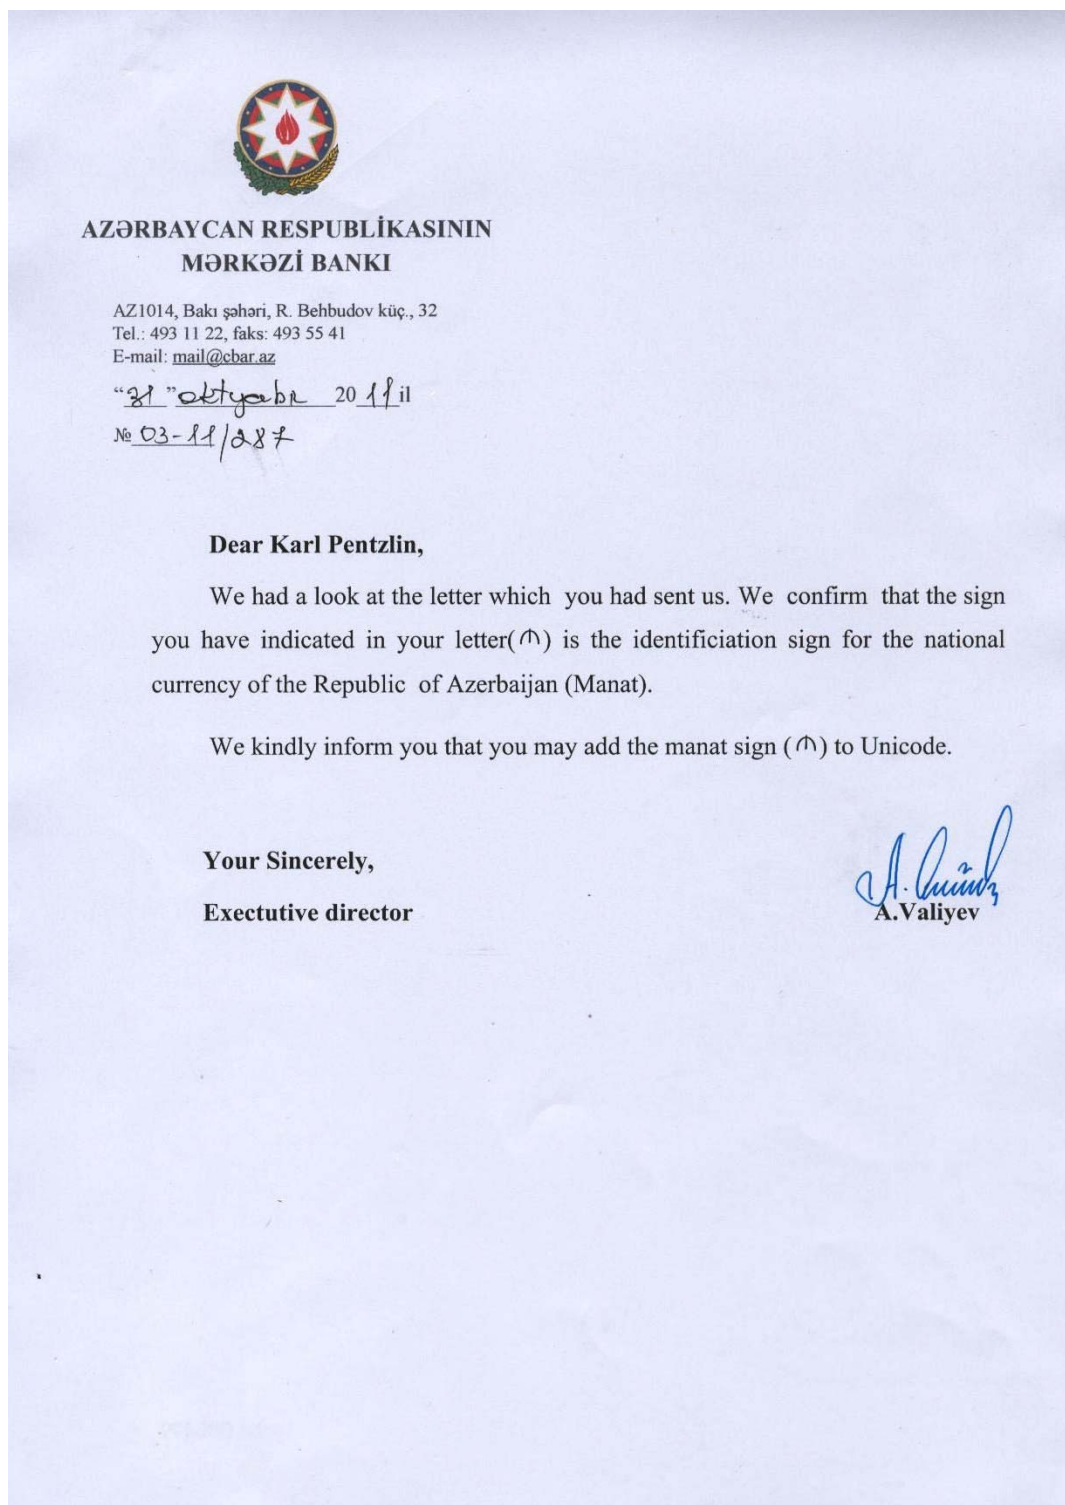 AZƏRBAYCAN RESPUBLİKASININ
MƏRKƏZİ BANKI
AZ1014, Bakı şəhəri, R. Behbudov küç., 32
Tel.: 493 11 22, faks: 493 55 41
E-mail: mail@cbar.az
“31” oktyabr 2011 il
№ 03-11/287
Dear Karl Pentzlin,
We had a look at the letter which you had sent us. We confirm that the sign
you have indicated in your letter(₼) is the identificiation sign for the national
currency of the Republic of Azerbaijan (Manat).
We kindly inform you that you may add the manat sign (₼) to Unicode.
Your Sincerely,
Exectutive director
A.Valiyev